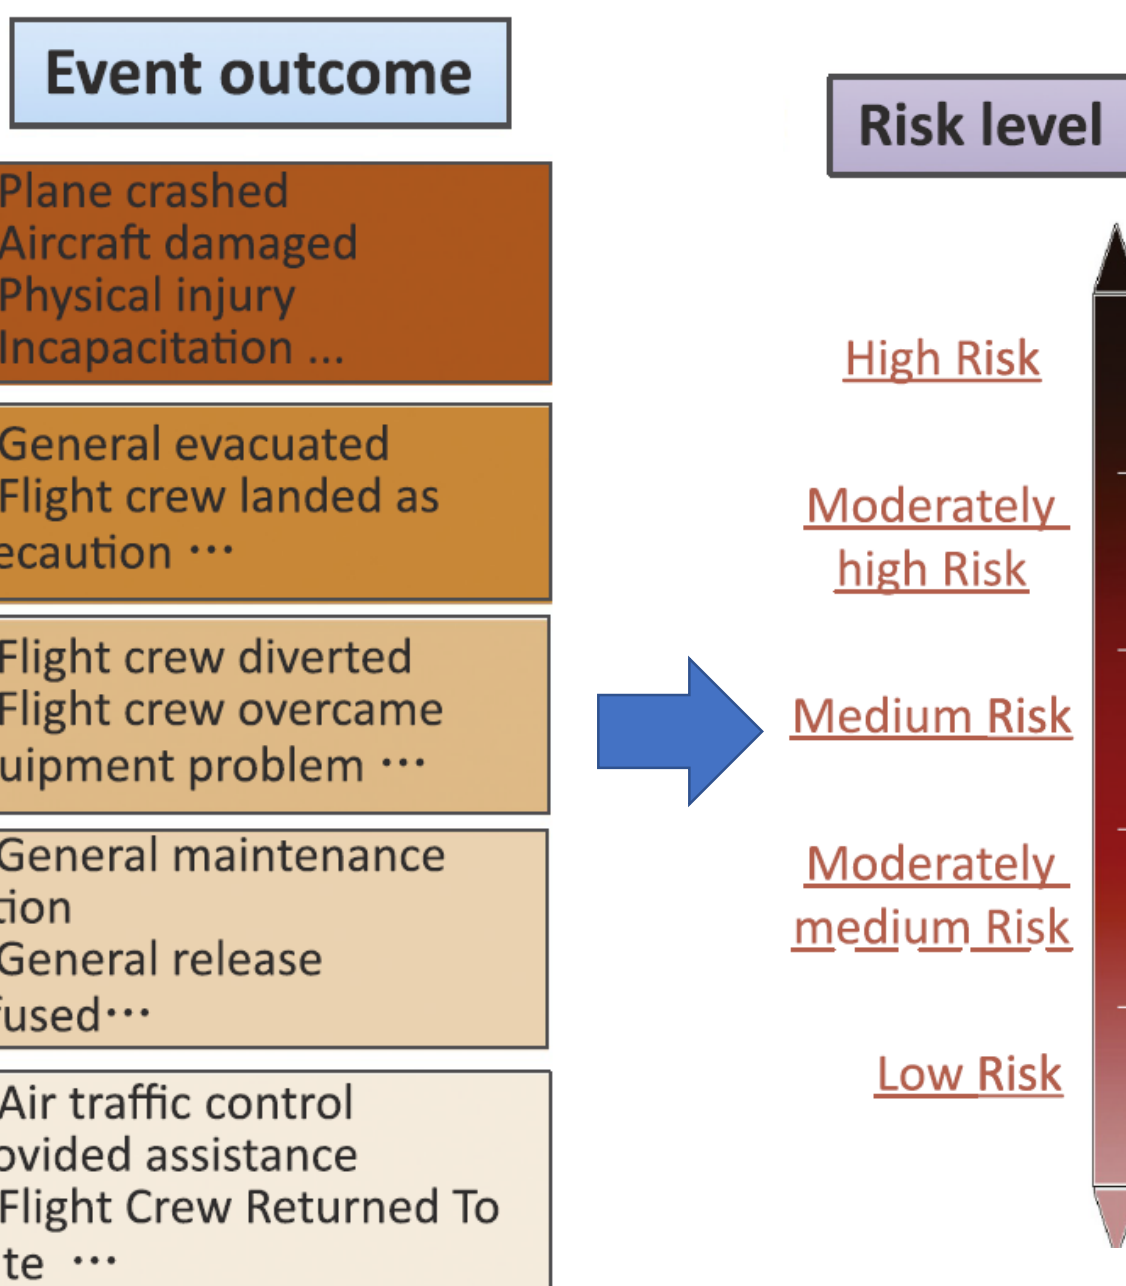 Event outcome
Plane crashed
Aircraft damaged
Physical injury
Incapacitation ...
General evacuated
Flight crew landed as
ecaution ···
Flight crew diverted
Flight crew overcame
uipment problem ···
General maintenance
tion
General release
fused···
Air traffic control
ovided assistance
Flight Crew Returned To
te ···
Risk level
High Risk
Moderately
high Risk
Medium Risk
Moderately
medium Risk
Low Risk